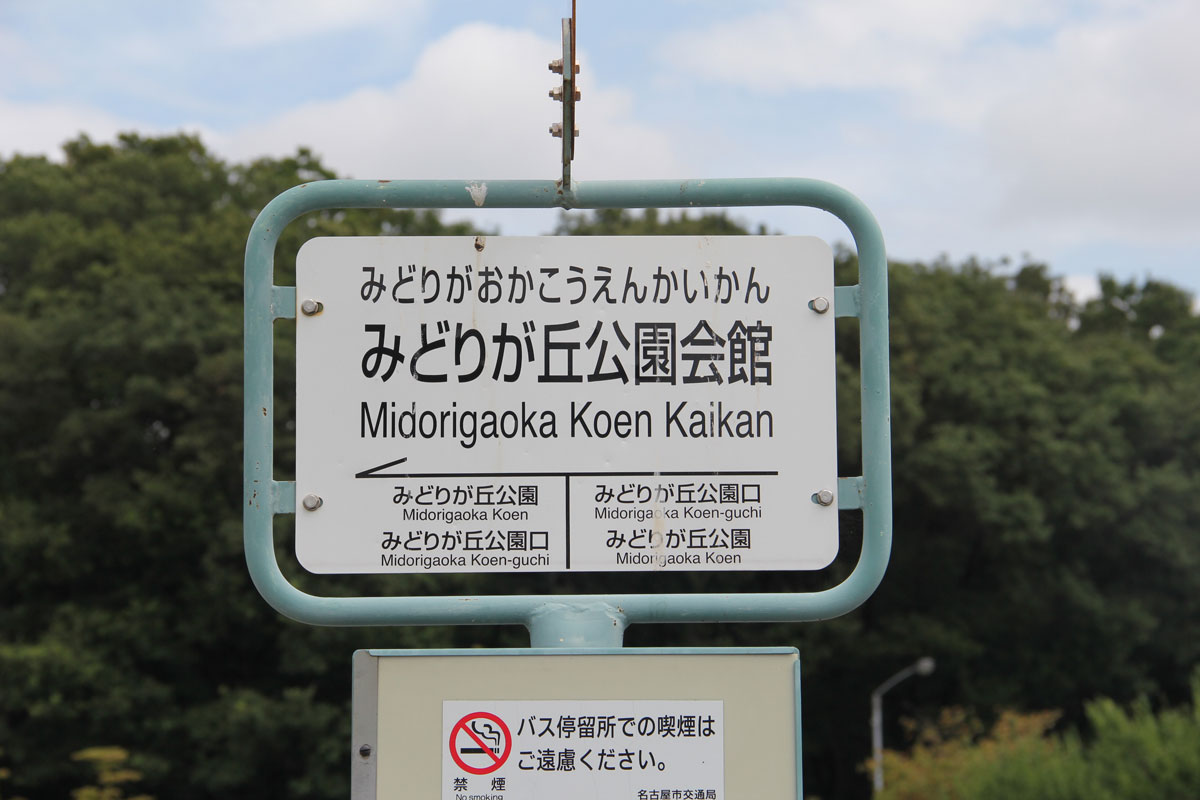 みどりがおかこうえんかいかん
みどりが丘公園会館
Midorigaoka Koen Kaikan
みどりが丘公園
Midorigaoka Koen
みどりが丘公園口
Midorigaoka Koen-guchi
みどりが丘公園口
Midorigaoka Koen-guchi
みどりが丘公園
Midorigaoka Koen
バス停留所での喫煙は
ご遠慮ください。
禁煙
No smoking
名古屋市交通局